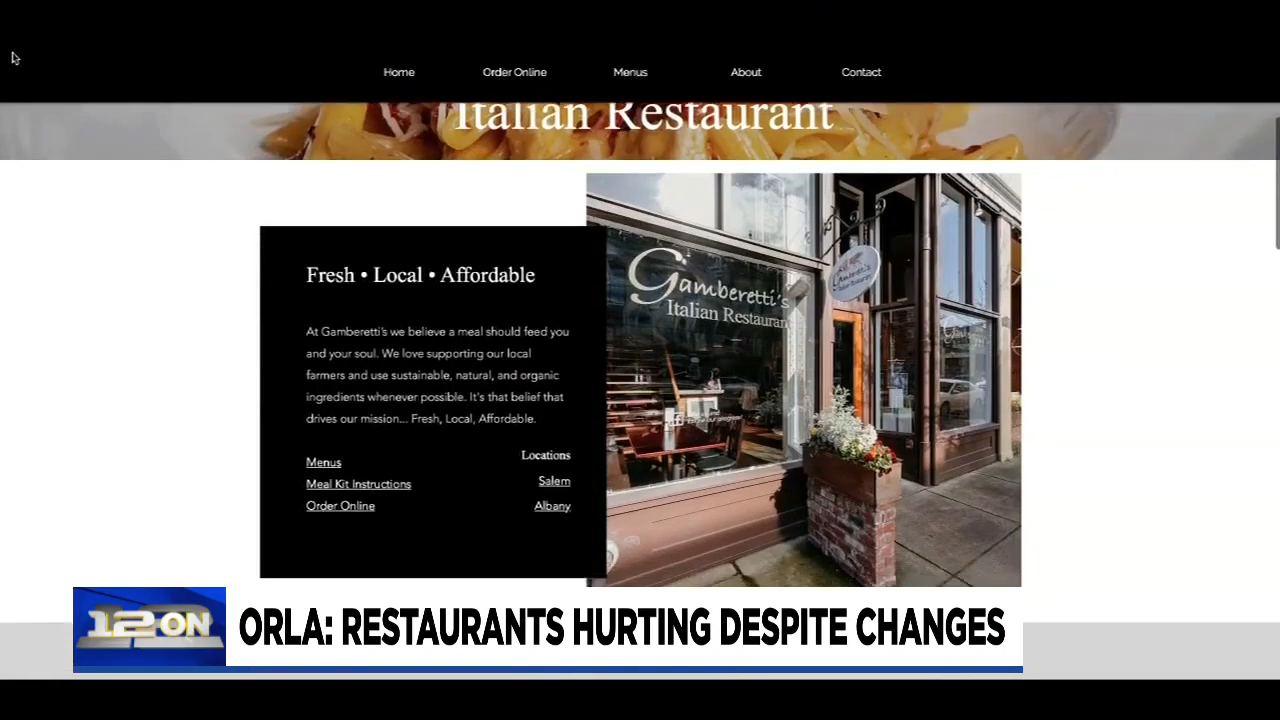 Home Order Online Menus About Contact
Italian Restaurant
Fresh • Local • Affordable
At Gamberetti's we believe a meal should feed you
and your soul. We love supporting our local
farmers and use sustainable, natural, and organic
ingredients whenever possible. It's that belief that
drives our mission... Fresh, Local, Affordable.
Menus
Meal Kit Instructions
Order Online
Locations
Salem
Albany
Gamberetti's
Italian Restaurant
Gamberetti's
12 ON
ORLA: RESTAURANTS HURTING DESPITE CHANGES